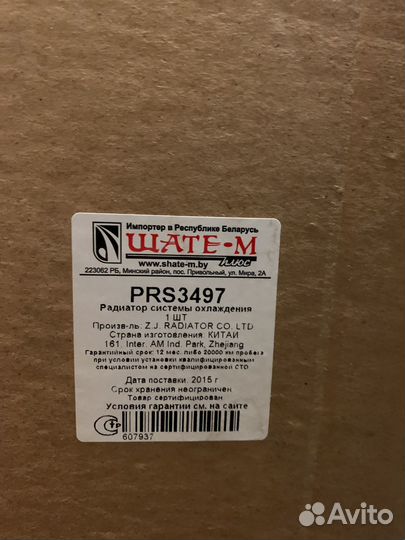 Импортер в Республике Беларусь
ШАТЕ-М
www.shate-m.by плюс
223062 РБ, Минский район, пос. Привольный, ул. Мира, 2А
PRS3497
Радиатор системы охлаждения
1 ШТ
Произв-ль: Z.J. RADIATOR CO. LTD
Страна изготовления: КИТАЙ
161, Inter. AM Ind. Park, Zhejiang
Гарантийный срок: 12 мес. либо 20000 км пробега
при условии установки квалифицированным
специалистом на сертифицированной СТО
Дата поставки: 2015 г
Срок хранения неограничен
Товар сертифицирован
Условия гарантии см. на сайте
607937
Avito